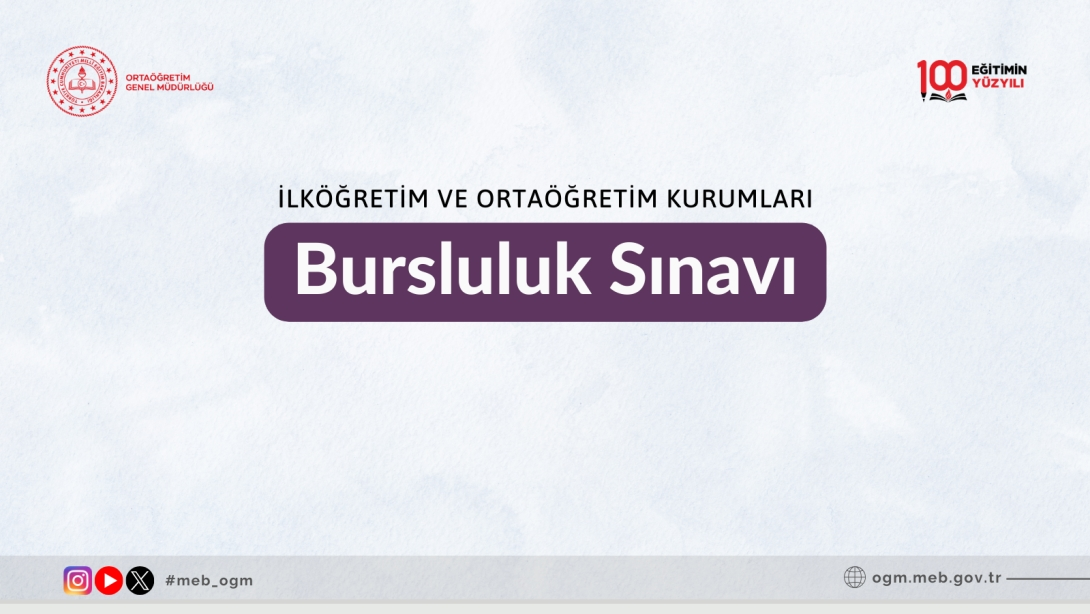 ORTAÖĞRETİM
GENEL MÜDÜRLÜĞÜ
100 EĞİTİMİN
YÜZYILI
İLKÖĞRETİM VE ORTAÖĞRETİM KURUMLARI
Bursluluk Sınavı
#meb_ogm
ogm.meb.gov.tr